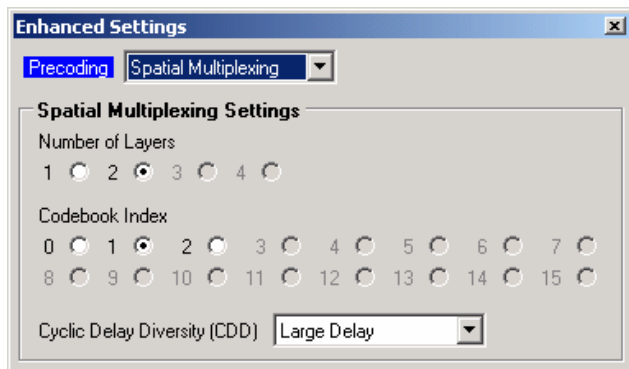 Enhanced Settings
Precoding Spatial Multiplexing
Spatial Multiplexing Settings
Number of Layers
1 2 3 4
Codebook Index
0 1 2 3 4 5 6 7
8 9 10 11 12 13 14 15
Cyclic Delay Diversity (CDD) Large Delay